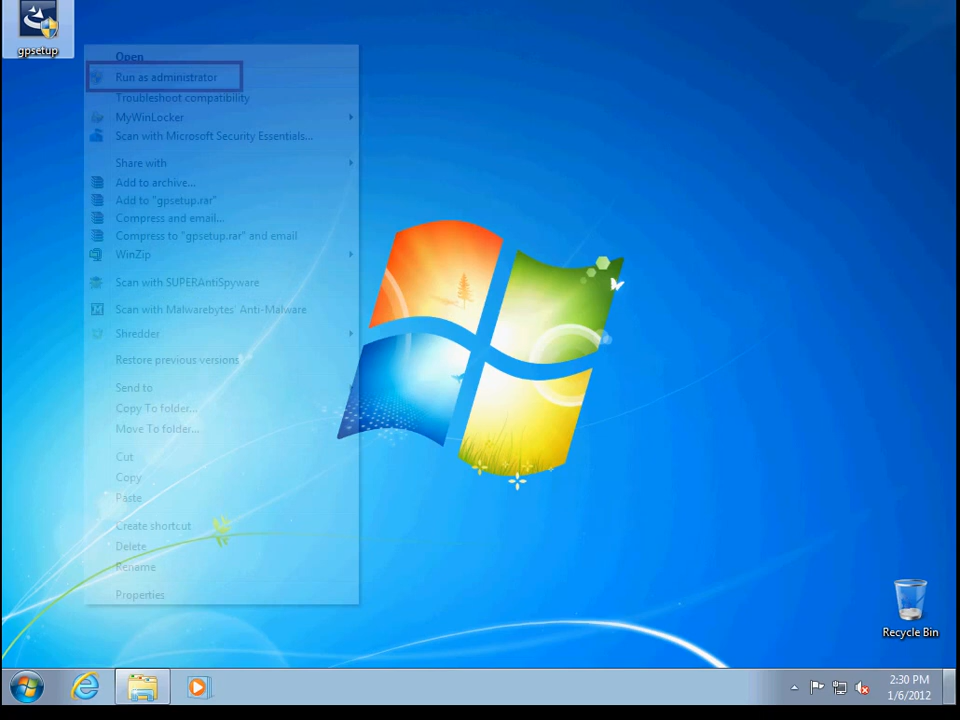 gpsetup
Open
Run as administrator
Troubleshoot compatibility
MyWinLocker
Scan with Microsoft Security Essentials...
Share with
Add to archive...
Add to "gpsetup.rar"
Compress and email...
Compress to "gpsetup.rar" and email
WinZip
Scan with SUPERAntiSpyware
Scan with Malwarebytes' Anti-Malware
Shredder
Restore previous versions
Send to
Copy To folder...
Move To folder...
Cut
Copy
Paste
Create shortcut
Delete
Rename
Properties
Recycle Bin
2:30 PM
1/6/2012